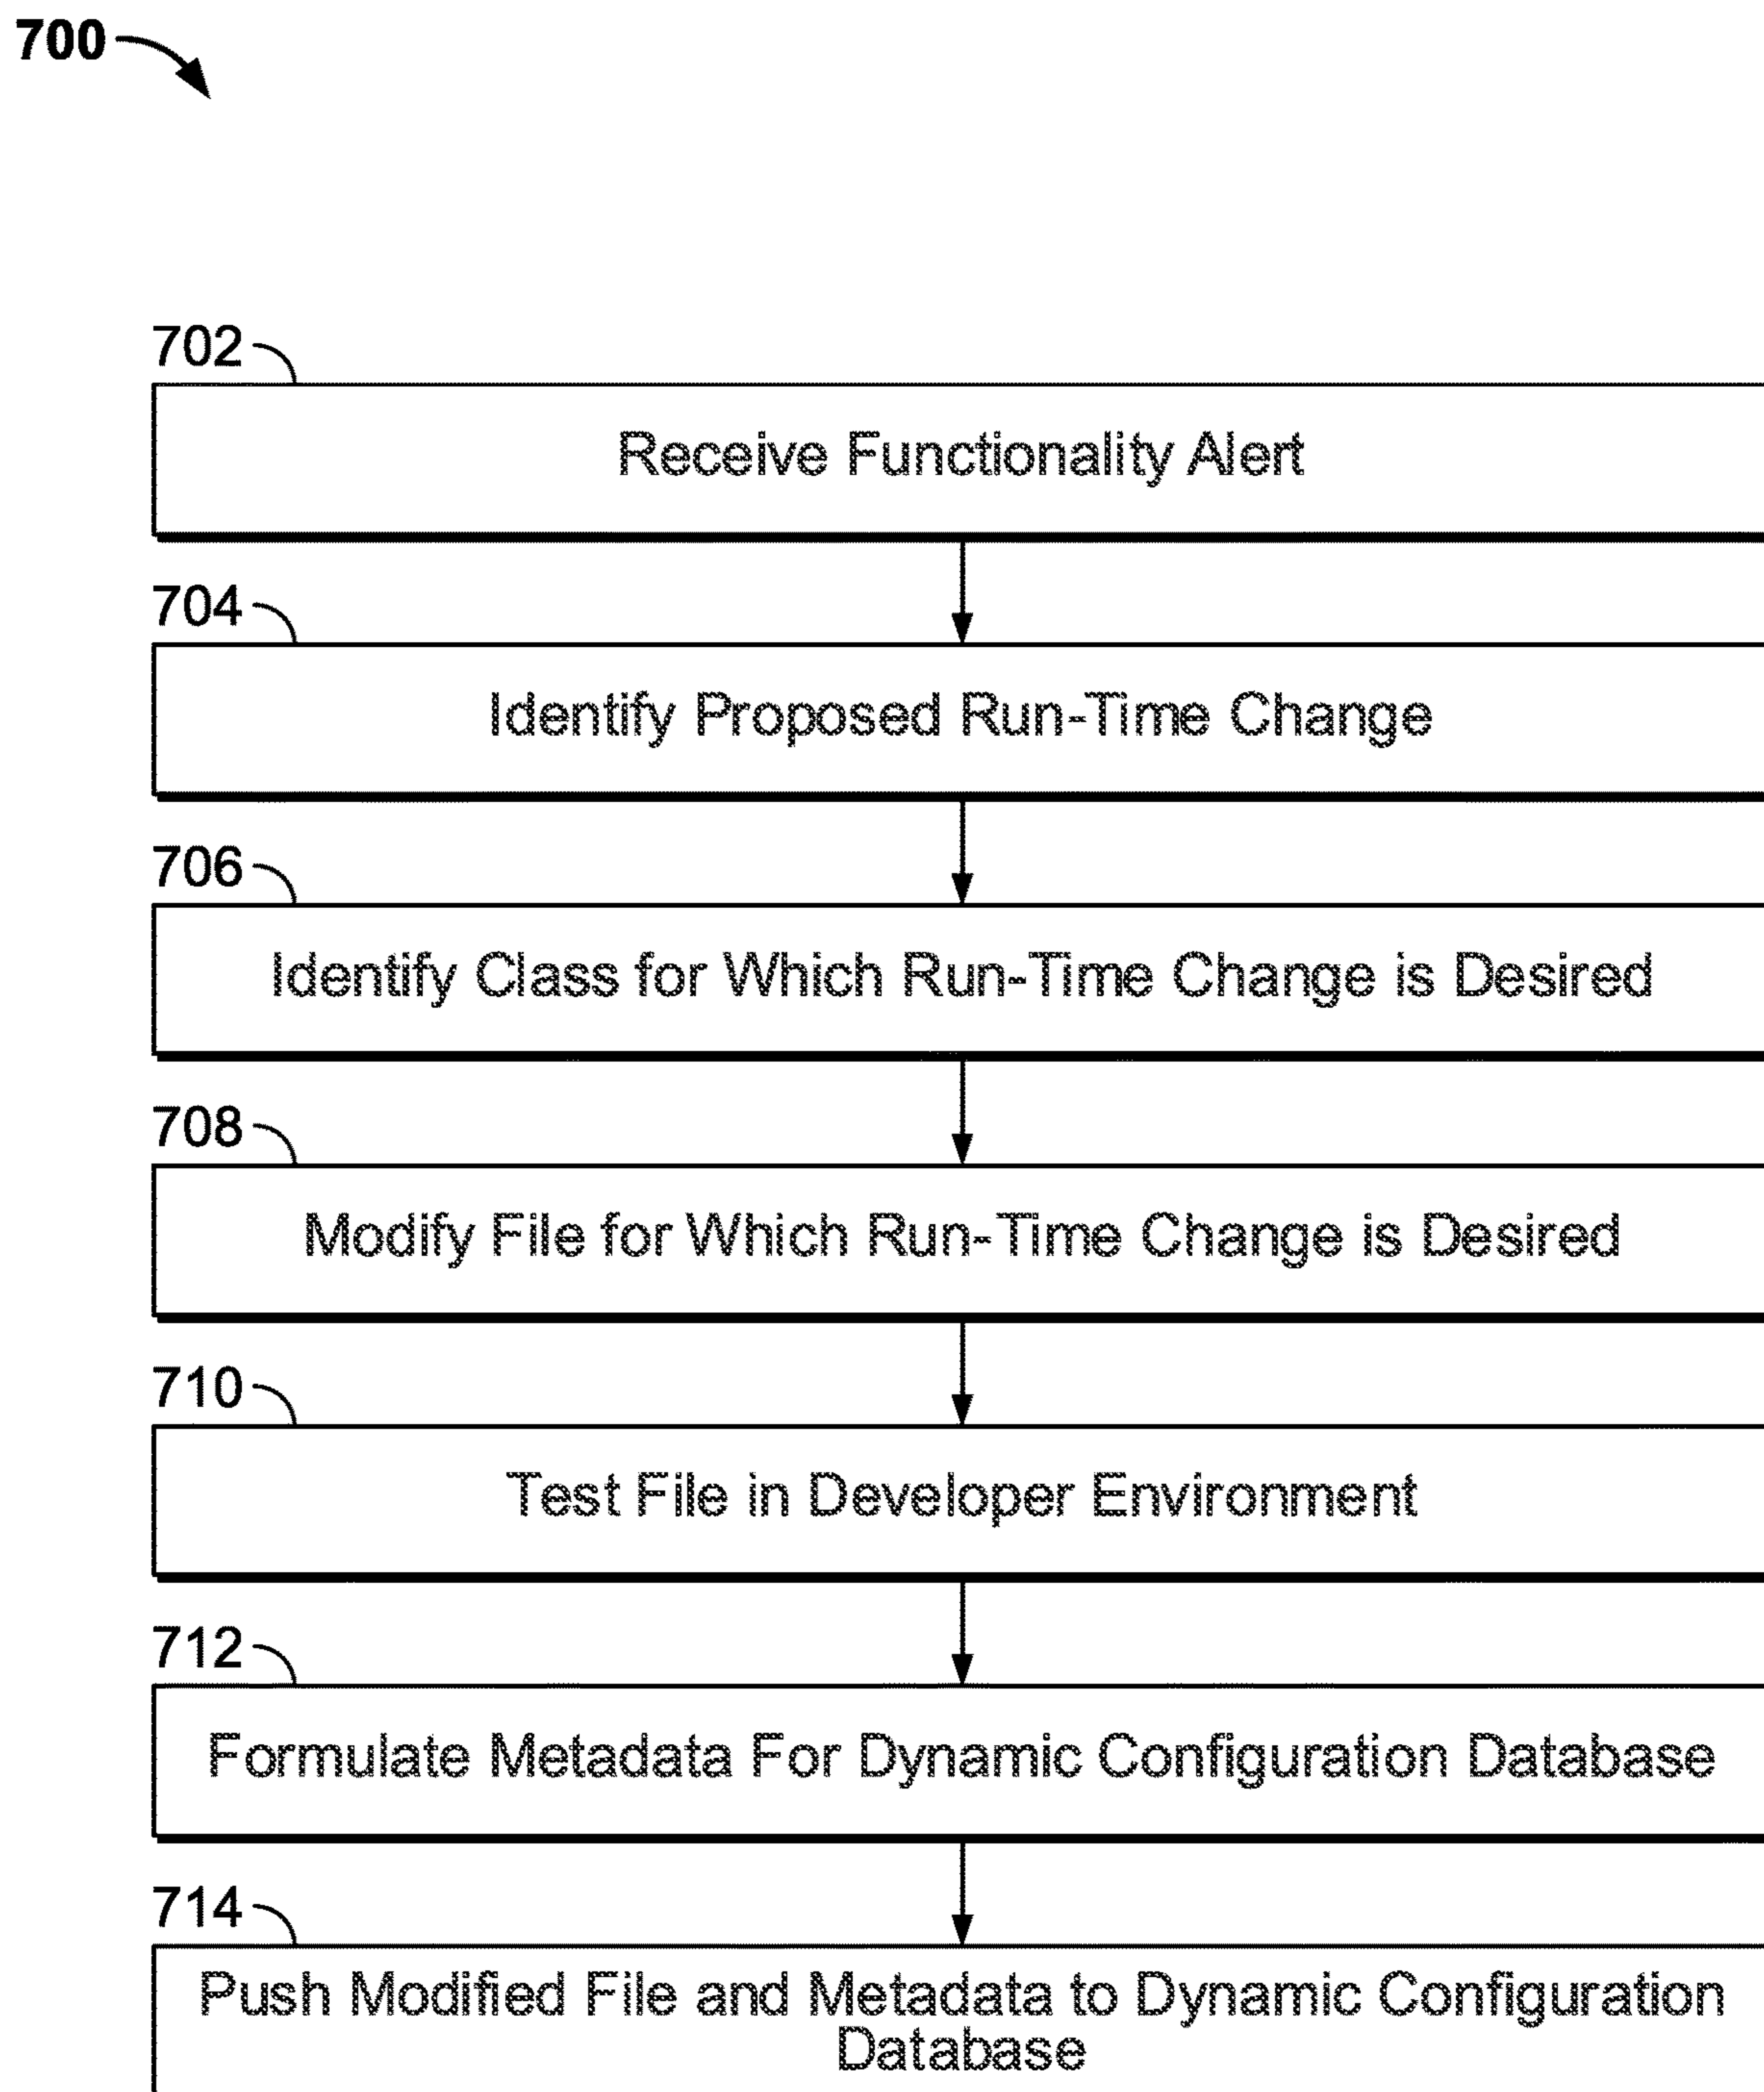 700
702
Receive Functionality Alert
704
Identify Proposed Run-Time Change
706
Identify Class for Which Run-Time Change is Desired
708
Modify File for Which Run-Time Change is Desired
710
Test File in Developer Environment
712
Formulate Metadata For Dynamic Configuration Database
714
Push Modified File and Metadata to Dynamic Configuration
Database